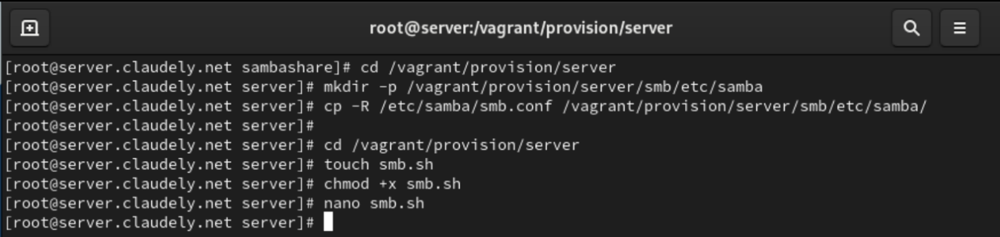 root@server:/vagrant/provision/server
[root@server.claudely.net sambashare]# cd /vagrant/provision/server
[root@server.claudely.net server]# mkdir -p /vagrant/provision/server/smb/etc/samba
[root@server.claudely.net server]# cp -R /etc/samba/smb.conf /vagrant/provision/server/smb/etc/samba/
[root@server.claudely.net server]#
[root@server.claudely.net server]# cd /vagrant/provision/server
[root@server.claudely.net server]# touch smb.sh
[root@server.claudely.net server]# chmod +x smb.sh
[root@server.claudely.net server]# nano smb.sh
[root@server.claudely.net server]#